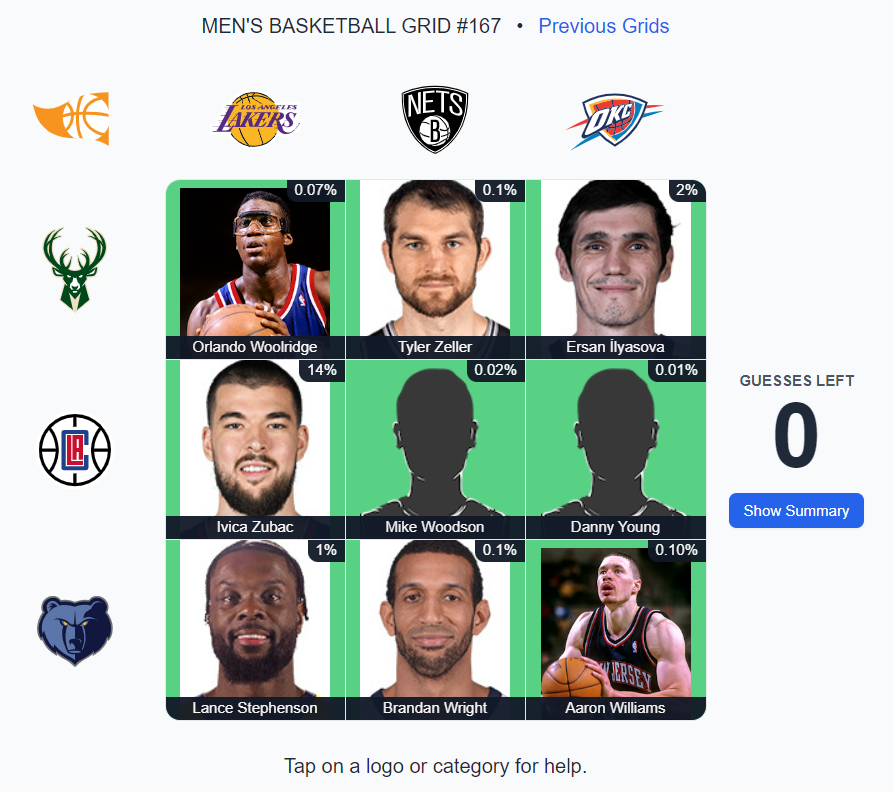 MEN'S BASKETBALL GRID #167 • Previous Grids
LOS ANGELES
LAKERS
NETS
B
OKC
0.07%
0.1%
2%
Orlando Woolridge
Tyler Zeller
Ersan İlyasova
14%
0.02%
0.01%
LAC
Ivica Zubac
Mike Woodson
Danny Young
GUESSES LEFT
0
Show Summary
1%
0.1%
0.10%
JERSEY
Lance Stephenson
Brandan Wright
Aaron Williams
Tap on a logo or category for help.